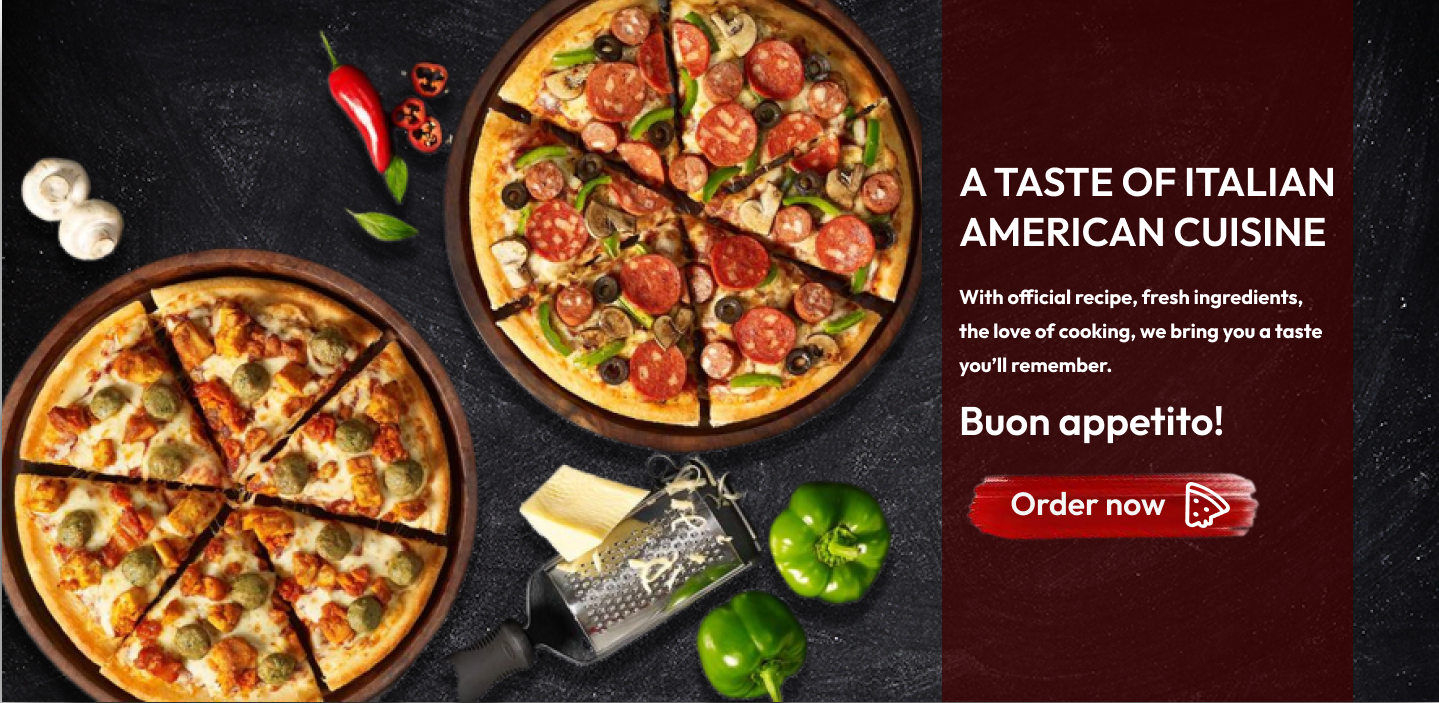 A TASTE OF ITALIAN
AMERICAN CUISINE
With official recipe, fresh ingredients,
the love of cooking, we bring you a taste
you’ll remember.
Buon appetito!
Order now